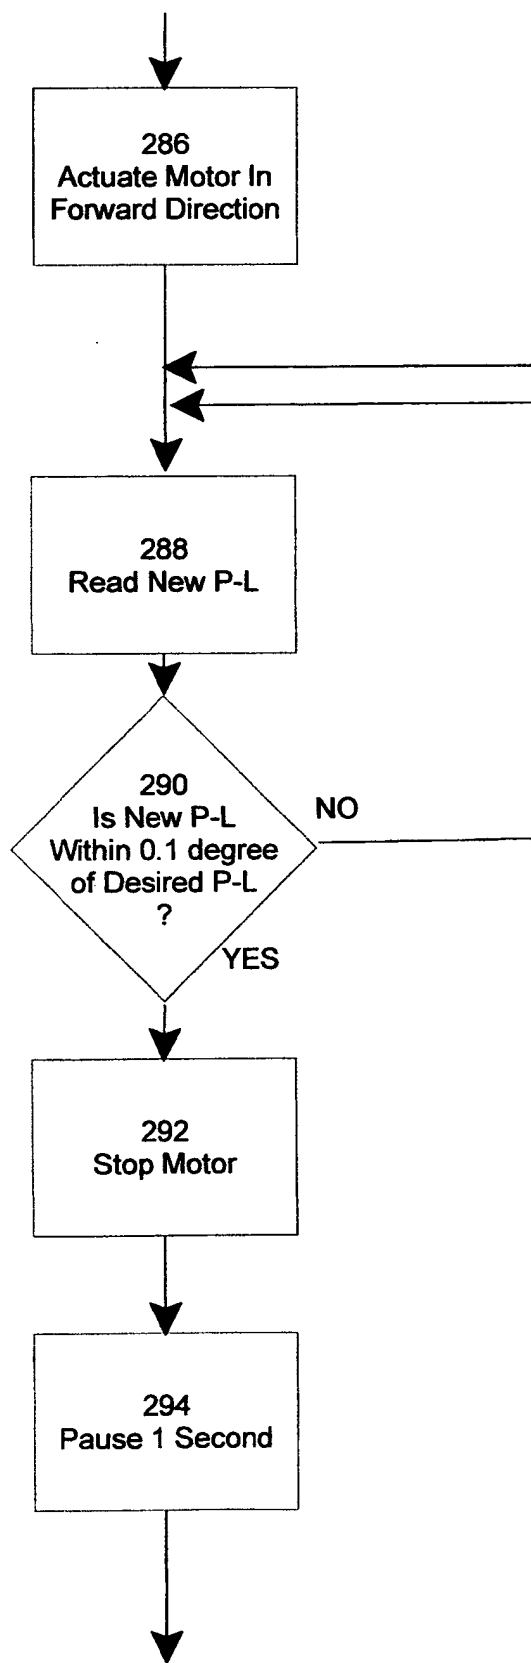 286
Actuate Motor In
Forward Direction
288
Read New P-L
290
Is New P-L
Within 0.1 degree
of Desired P-L
?
NO
YES
292
Stop Motor
294
Pause 1 Second